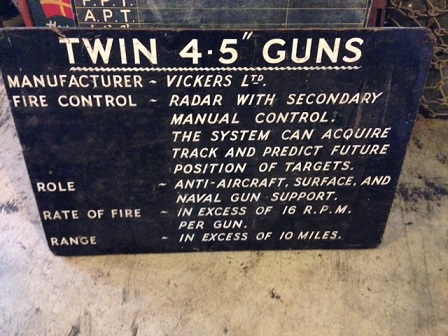 P.P.T.
A.P.T.
TWIN 4·5" GUNS
MANUFACTURER ~ VICKERS LTD.
FIRE CONTROL ~ RADAR WITH SECONDARY
MANUAL CONTROL.
THE SYSTEM CAN ACQUIRE
TRACK AND PREDICT FUTURE
POSITION OF TARGETS.
ROLE ~ ANTI-AIRCRAFT, SURFACE, AND
NAVAL GUN SUPPORT.
RATE OF FIRE ~ IN EXCESS OF 16 R.P.M.
PER GUN.
RANGE ~ IN EXCESS OF 10 MILES.